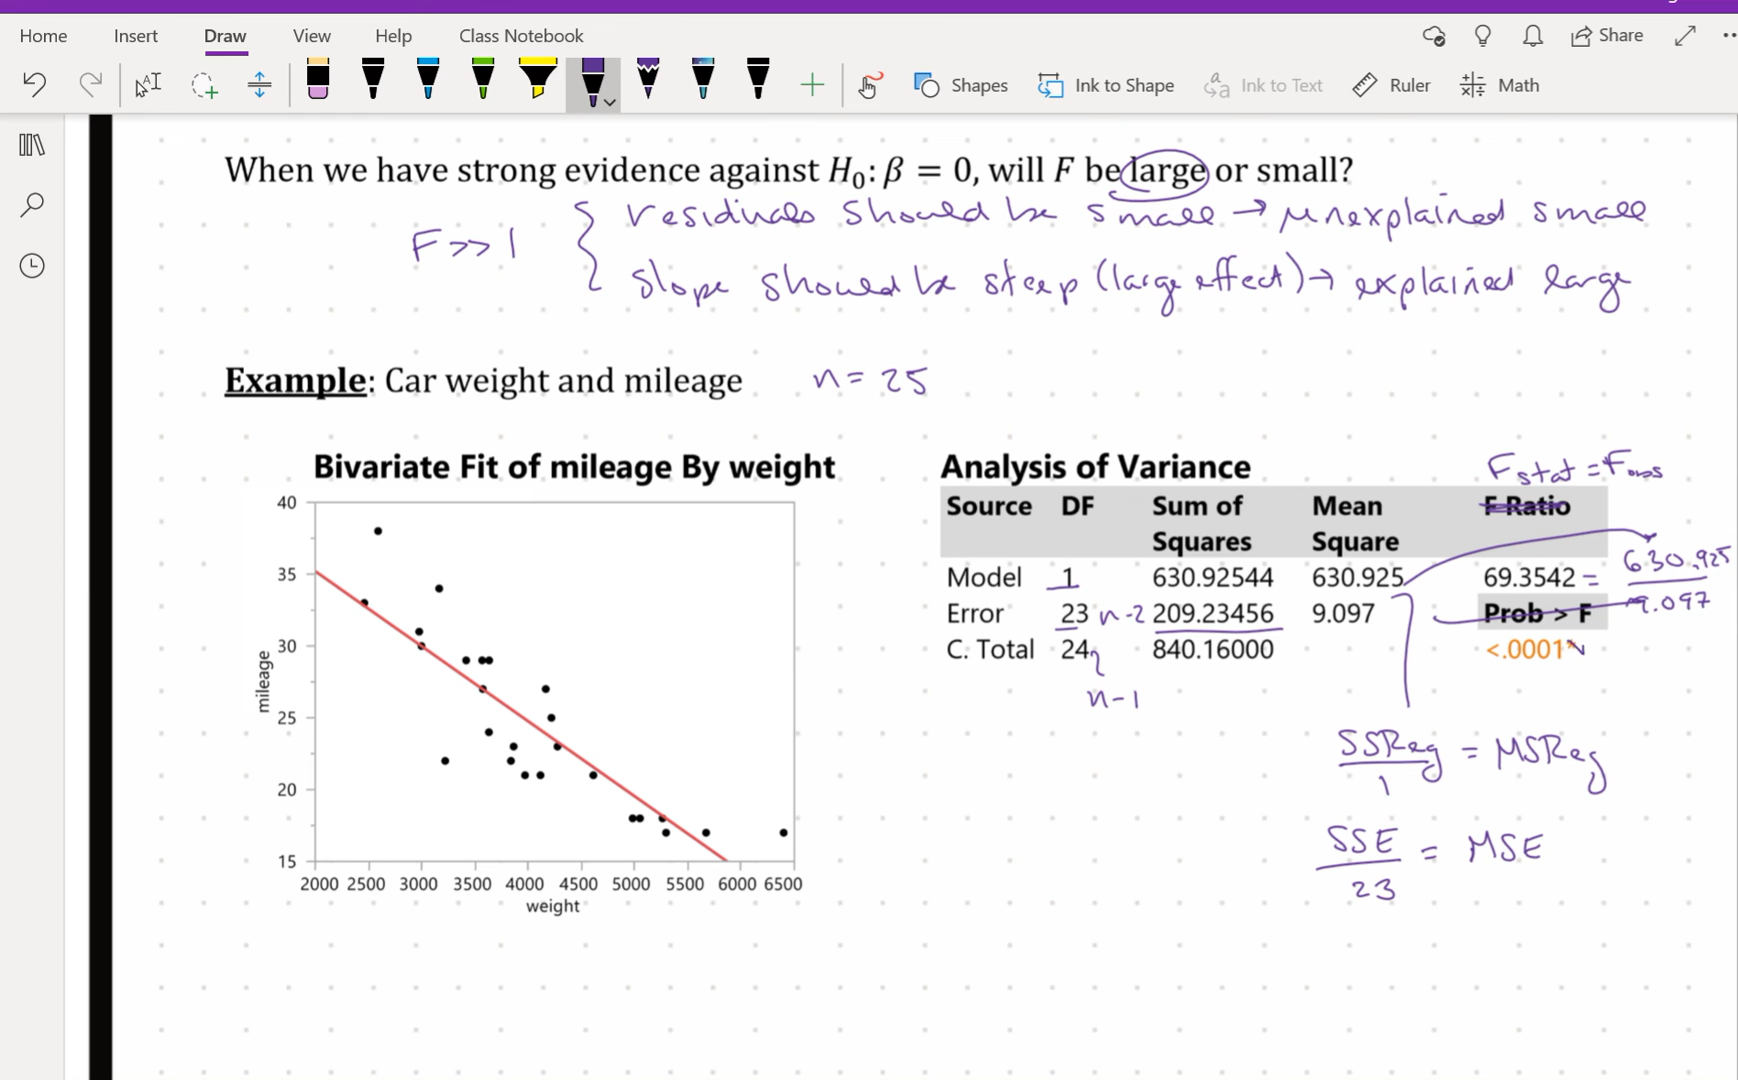 Home Insert Draw View Help Class Notebook Share
Shapes Ink to Shape Ink to Text Ruler Math
When we have strong evidence against H₀: β = 0, will F be large or small?
residuals should be small → unexplained small
F >> 1
slope should be steep (large effect) → explained large
Example: Car weight and mileage n = 25
Bivariate Fit of mileage By weight
40
35
30
25
20
15
mileage
2000 2500 3000 3500 4000 4500 5000 5500 6000 6500
weight
Analysis of Variance
Fstat = Fobs
Source DF Sum of Squares Mean Square F Ratio
Model 1 630.92544 630.925 69.3542 = 630.925 / 9.097
Error 23 n-2 209.23456 9.097 Prob > F
C. Total 24 840.16000 <.0001*
n-1
SSReg / 1 = MSReg
SSE / 23 = MSE